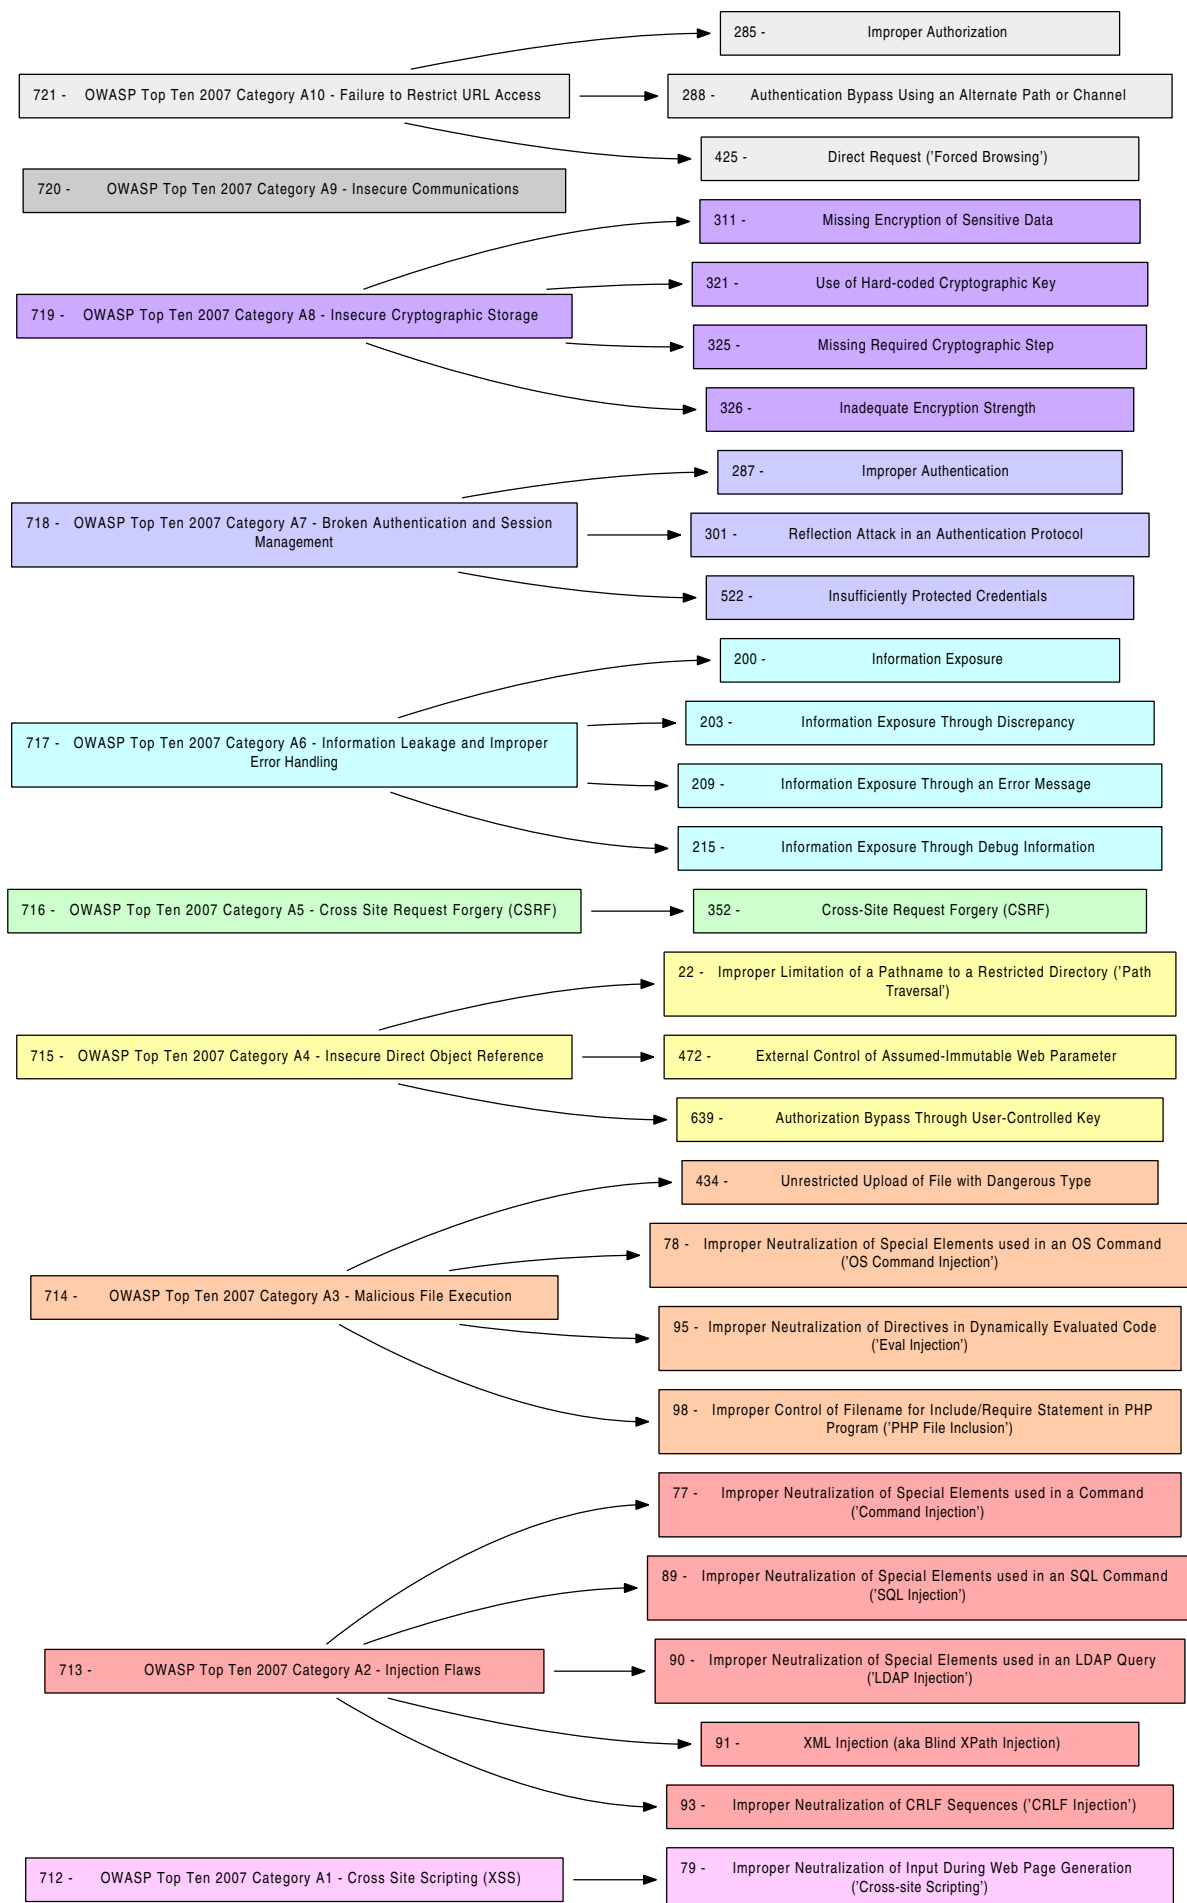 285 - Improper Authorization
721 - OWASP Top Ten 2007 Category A10 - Failure to Restrict URL Access
288 - Authentication Bypass Using an Alternate Path or Channel
425 - Direct Request ('Forced Browsing')
720 - OWASP Top Ten 2007 Category A9 - Insecure Communications
311 - Missing Encryption of Sensitive Data
321 - Use of Hard-coded Cryptographic Key
719 - OWASP Top Ten 2007 Category A8 - Insecure Cryptographic Storage
325 - Missing Required Cryptographic Step
326 - Inadequate Encryption Strength
287 - Improper Authentication
718 - OWASP Top Ten 2007 Category A7 - Broken Authentication and Session
Management
301 - Reflection Attack in an Authentication Protocol
522 - Insufficiently Protected Credentials
200 - Information Exposure
203 - Information Exposure Through Discrepancy
717 - OWASP Top Ten 2007 Category A6 - Information Leakage and Improper
Error Handling
209 - Information Exposure Through an Error Message
215 - Information Exposure Through Debug Information
716 - OWASP Top Ten 2007 Category A5 - Cross Site Request Forgery (CSRF)
352 - Cross-Site Request Forgery (CSRF)
22 - Improper Limitation of a Pathname to a Restricted Directory ('Path
Traversal')
715 - OWASP Top Ten 2007 Category A4 - Insecure Direct Object Reference
472 - External Control of Assumed-Immutable Web Parameter
639 - Authorization Bypass Through User-Controlled Key
434 - Unrestricted Upload of File with Dangerous Type
78 - Improper Neutralization of Special Elements used in an OS Command
('OS Command Injection')
714 - OWASP Top Ten 2007 Category A3 - Malicious File Execution
95 - Improper Neutralization of Directives in Dynamically Evaluated Code
('Eval Injection')
98 - Improper Control of Filename for Include/Require Statement in PHP
Program ('PHP File Inclusion')
77 - Improper Neutralization of Special Elements used in a Command
('Command Injection')
89 - Improper Neutralization of Special Elements used in an SQL Command
('SQL Injection')
713 - OWASP Top Ten 2007 Category A2 - Injection Flaws
90 - Improper Neutralization of Special Elements used in an LDAP Query
('LDAP Injection')
91 - XML Injection (aka Blind XPath Injection)
93 - Improper Neutralization of CRLF Sequences ('CRLF Injection')
712 - OWASP Top Ten 2007 Category A1 - Cross Site Scripting (XSS)
79 - Improper Neutralization of Input During Web Page Generation
('Cross-site Scripting')